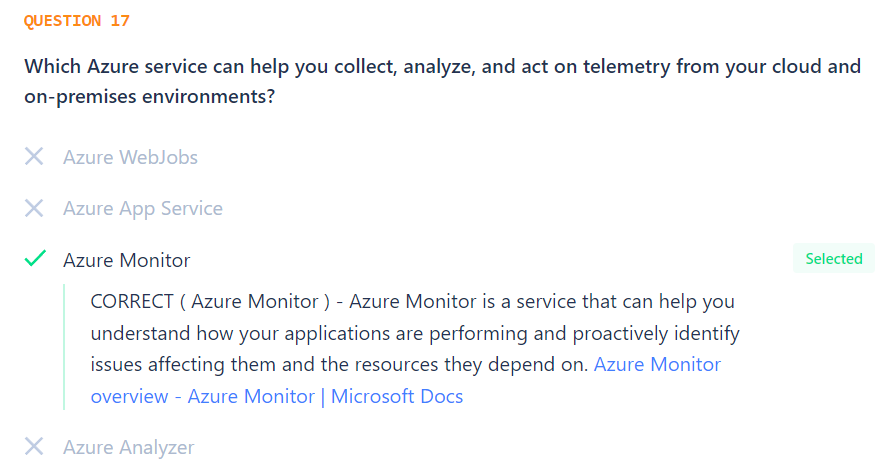 QUESTION 17
Which Azure service can help you collect, analyze, and act on telemetry from your cloud and
on-premises environments?
Azure WebJobs
Azure App Service
Azure Monitor
Selected
CORRECT ( Azure Monitor ) - Azure Monitor is a service that can help you
understand how your applications are performing and proactively identify
issues affecting them and the resources they depend on. Azure Monitor
overview - Azure Monitor | Microsoft Docs
Azure Analyzer